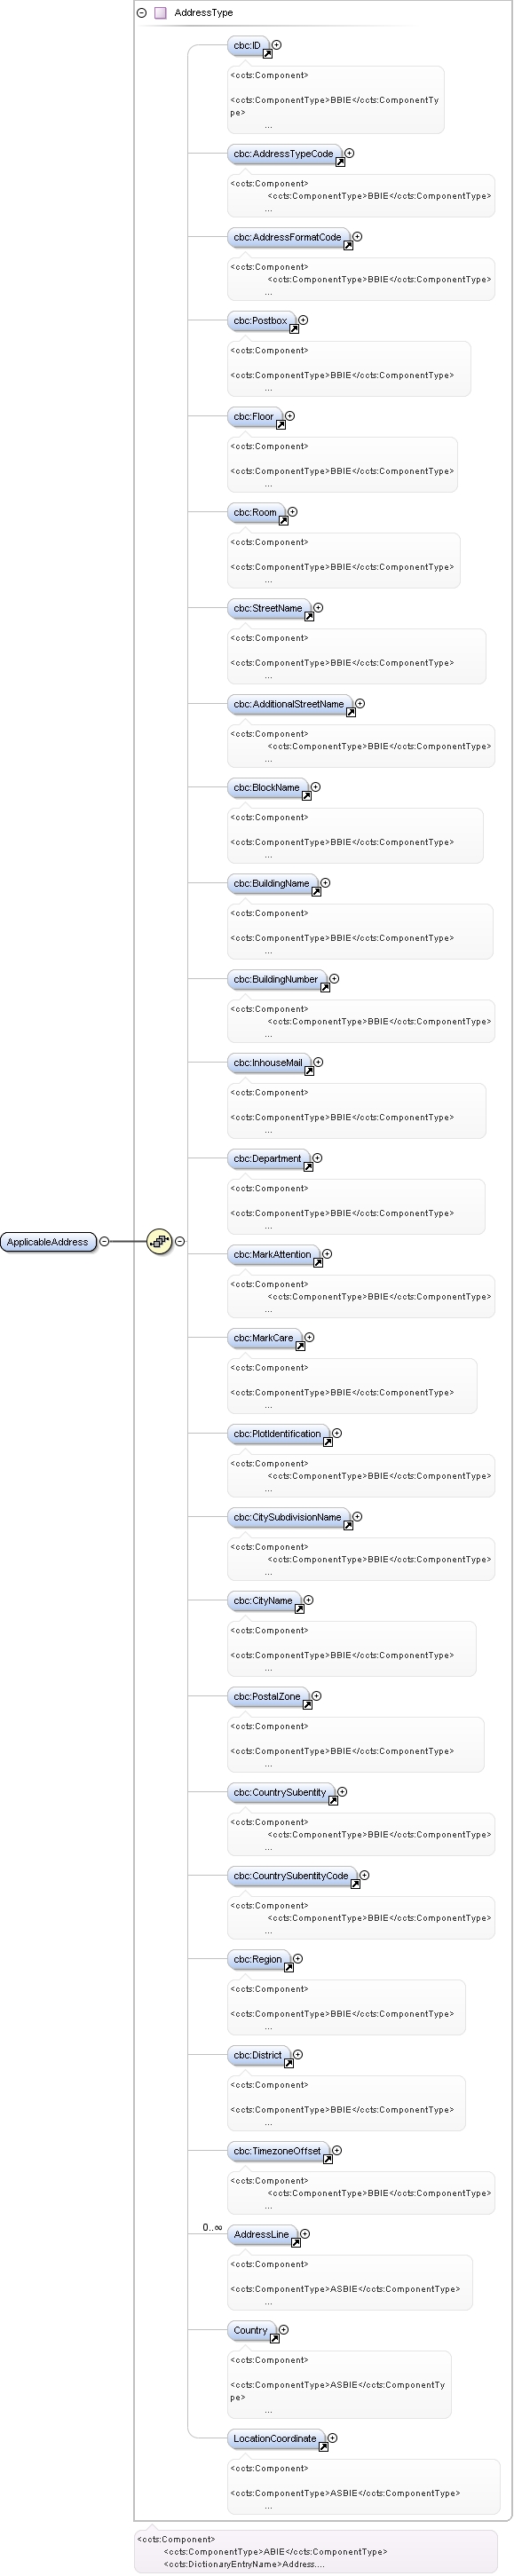 AddressType
cbc:ID
<ccts:Component>
<ccts:ComponentType>BBIE</ccts:ComponentTy
pe>
...
cbc:AddressTypeCode
<ccts:Component>
<ccts:ComponentType>BBIE</ccts:ComponentType>
...
cbc:AddressFormatCode
<ccts:Component>
<ccts:ComponentType>BBIE</ccts:ComponentType>
...
cbc:Postbox
<ccts:Component>
<ccts:ComponentType>BBIE</ccts:ComponentType>
...
cbc:Floor
<ccts:Component>
<ccts:ComponentType>BBIE</ccts:ComponentType>
...
cbc:Room
<ccts:Component>
<ccts:ComponentType>BBIE</ccts:ComponentType>
...
cbc:StreetName
<ccts:Component>
<ccts:ComponentType>BBIE</ccts:ComponentType>
...
cbc:AdditionalStreetName
<ccts:Component>
<ccts:ComponentType>BBIE</ccts:ComponentType>
...
cbc:BlockName
<ccts:Component>
<ccts:ComponentType>BBIE</ccts:ComponentType>
...
cbc:BuildingName
<ccts:Component>
<ccts:ComponentType>BBIE</ccts:ComponentType>
...
cbc:BuildingNumber
<ccts:Component>
<ccts:ComponentType>BBIE</ccts:ComponentType>
...
cbc:InhouseMail
<ccts:Component>
<ccts:ComponentType>BBIE</ccts:ComponentType>
...
cbc:Department
<ccts:Component>
<ccts:ComponentType>BBIE</ccts:ComponentType>
...
ApplicableAddress
cbc:MarkAttention
<ccts:Component>
<ccts:ComponentType>BBIE</ccts:ComponentType>
...
cbc:MarkCare
<ccts:Component>
<ccts:ComponentType>BBIE</ccts:ComponentType>
...
cbc:PlotIdentification
<ccts:Component>
<ccts:ComponentType>BBIE</ccts:ComponentType>
...
cbc:CitySubdivisionName
<ccts:Component>
<ccts:ComponentType>BBIE</ccts:ComponentType>
...
cbc:CityName
<ccts:Component>
<ccts:ComponentType>BBIE</ccts:ComponentType>
...
cbc:PostalZone
<ccts:Component>
<ccts:ComponentType>BBIE</ccts:ComponentType>
...
cbc:CountrySubentity
<ccts:Component>
<ccts:ComponentType>BBIE</ccts:ComponentType>
...
cbc:CountrySubentityCode
<ccts:Component>
<ccts:ComponentType>BBIE</ccts:ComponentType>
...
cbc:Region
<ccts:Component>
<ccts:ComponentType>BBIE</ccts:ComponentType>
...
cbc:District
<ccts:Component>
<ccts:ComponentType>BBIE</ccts:ComponentType>
...
cbc:TimezoneOffset
<ccts:Component>
<ccts:ComponentType>BBIE</ccts:ComponentType>
...
0..∞ AddressLine
<ccts:Component>
<ccts:ComponentType>ASBIE</ccts:ComponentType>
...
Country
<ccts:Component>
<ccts:ComponentType>ASBIE</ccts:ComponentTy
pe>
...
LocationCoordinate
<ccts:Component>
<ccts:ComponentType>ASBIE</ccts:ComponentType>
...
<ccts:Component>
<ccts:ComponentType>ABIE</ccts:ComponentType>
<ccts:DictionaryEntryName>Address....